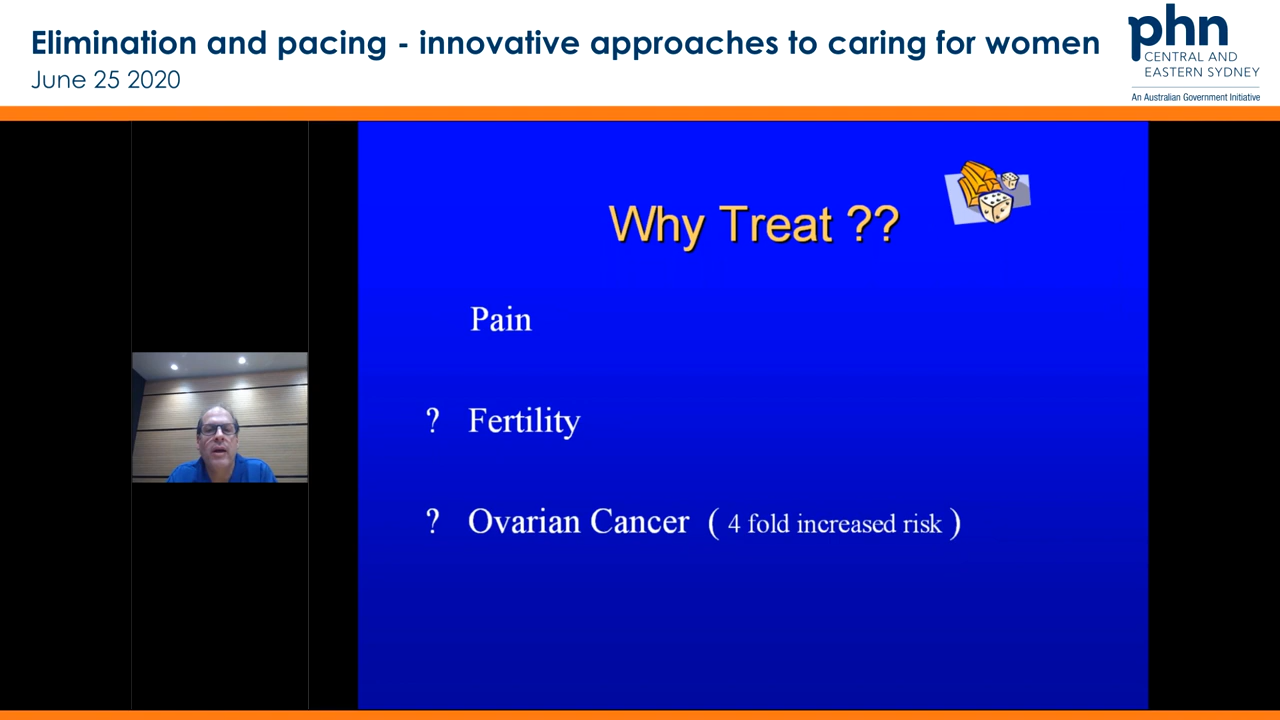 Elimination and pacing - innovative approaches to caring for women
June 25 2020
phn
CENTRAL AND
EASTERN SYDNEY
An Australian Government Initiative
Why Treat ??
Pain
? Fertility
? Ovarian Cancer ( 4 fold increased risk )